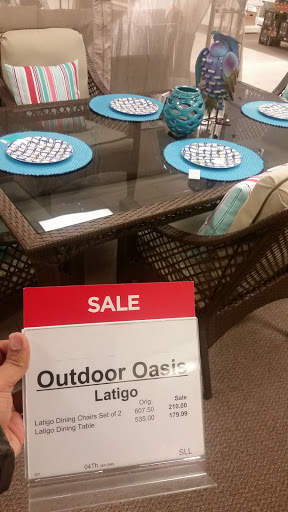 SALE
Outdoor Oasis
Latigo
Orig. Sale
Latigo Dining Chairs Set of 2 607.50 210.00
Latigo Dining Table 535.00 179.99
04Th
SLL